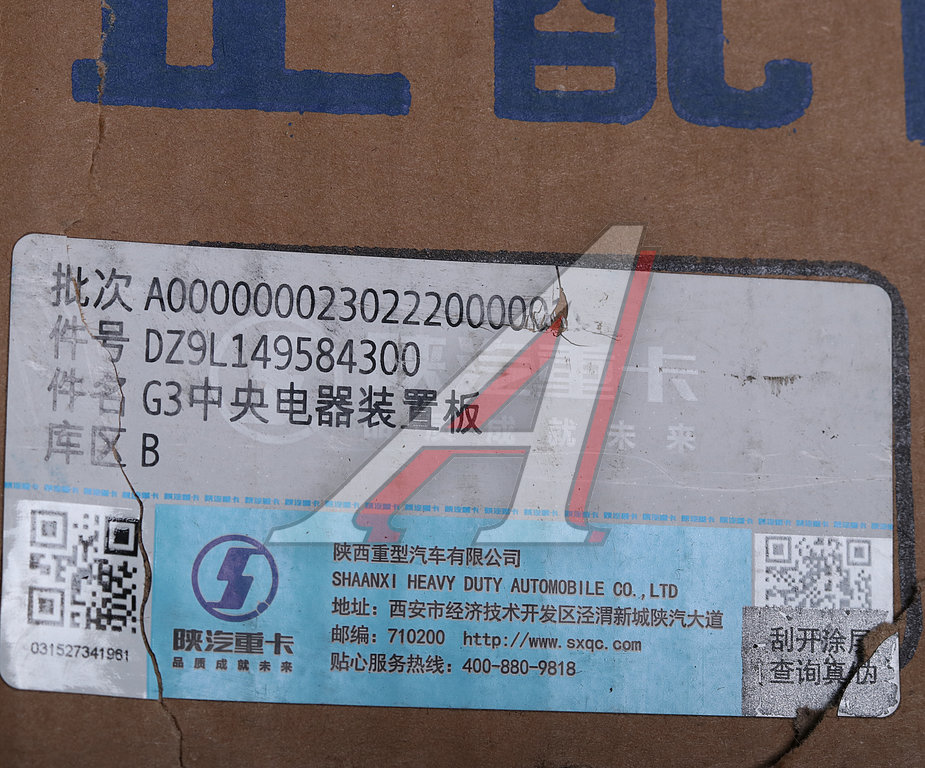 正配
批次 A0000000230222000003
件号 DZ9L149584300
件名 G3中央电器装置板
库区 B
陕汽重卡
品质成就未来
陕西重型汽车有限公司
SHAANXI HEAVY DUTY AUTOMOBILE CO.,LTD
地址：西安市经济技术开发区泾渭新城陕汽大道
邮编：710200 http://www.sxqc.com
贴心服务热线：400-880-9818
031527341961
刮开涂层
查询真伪